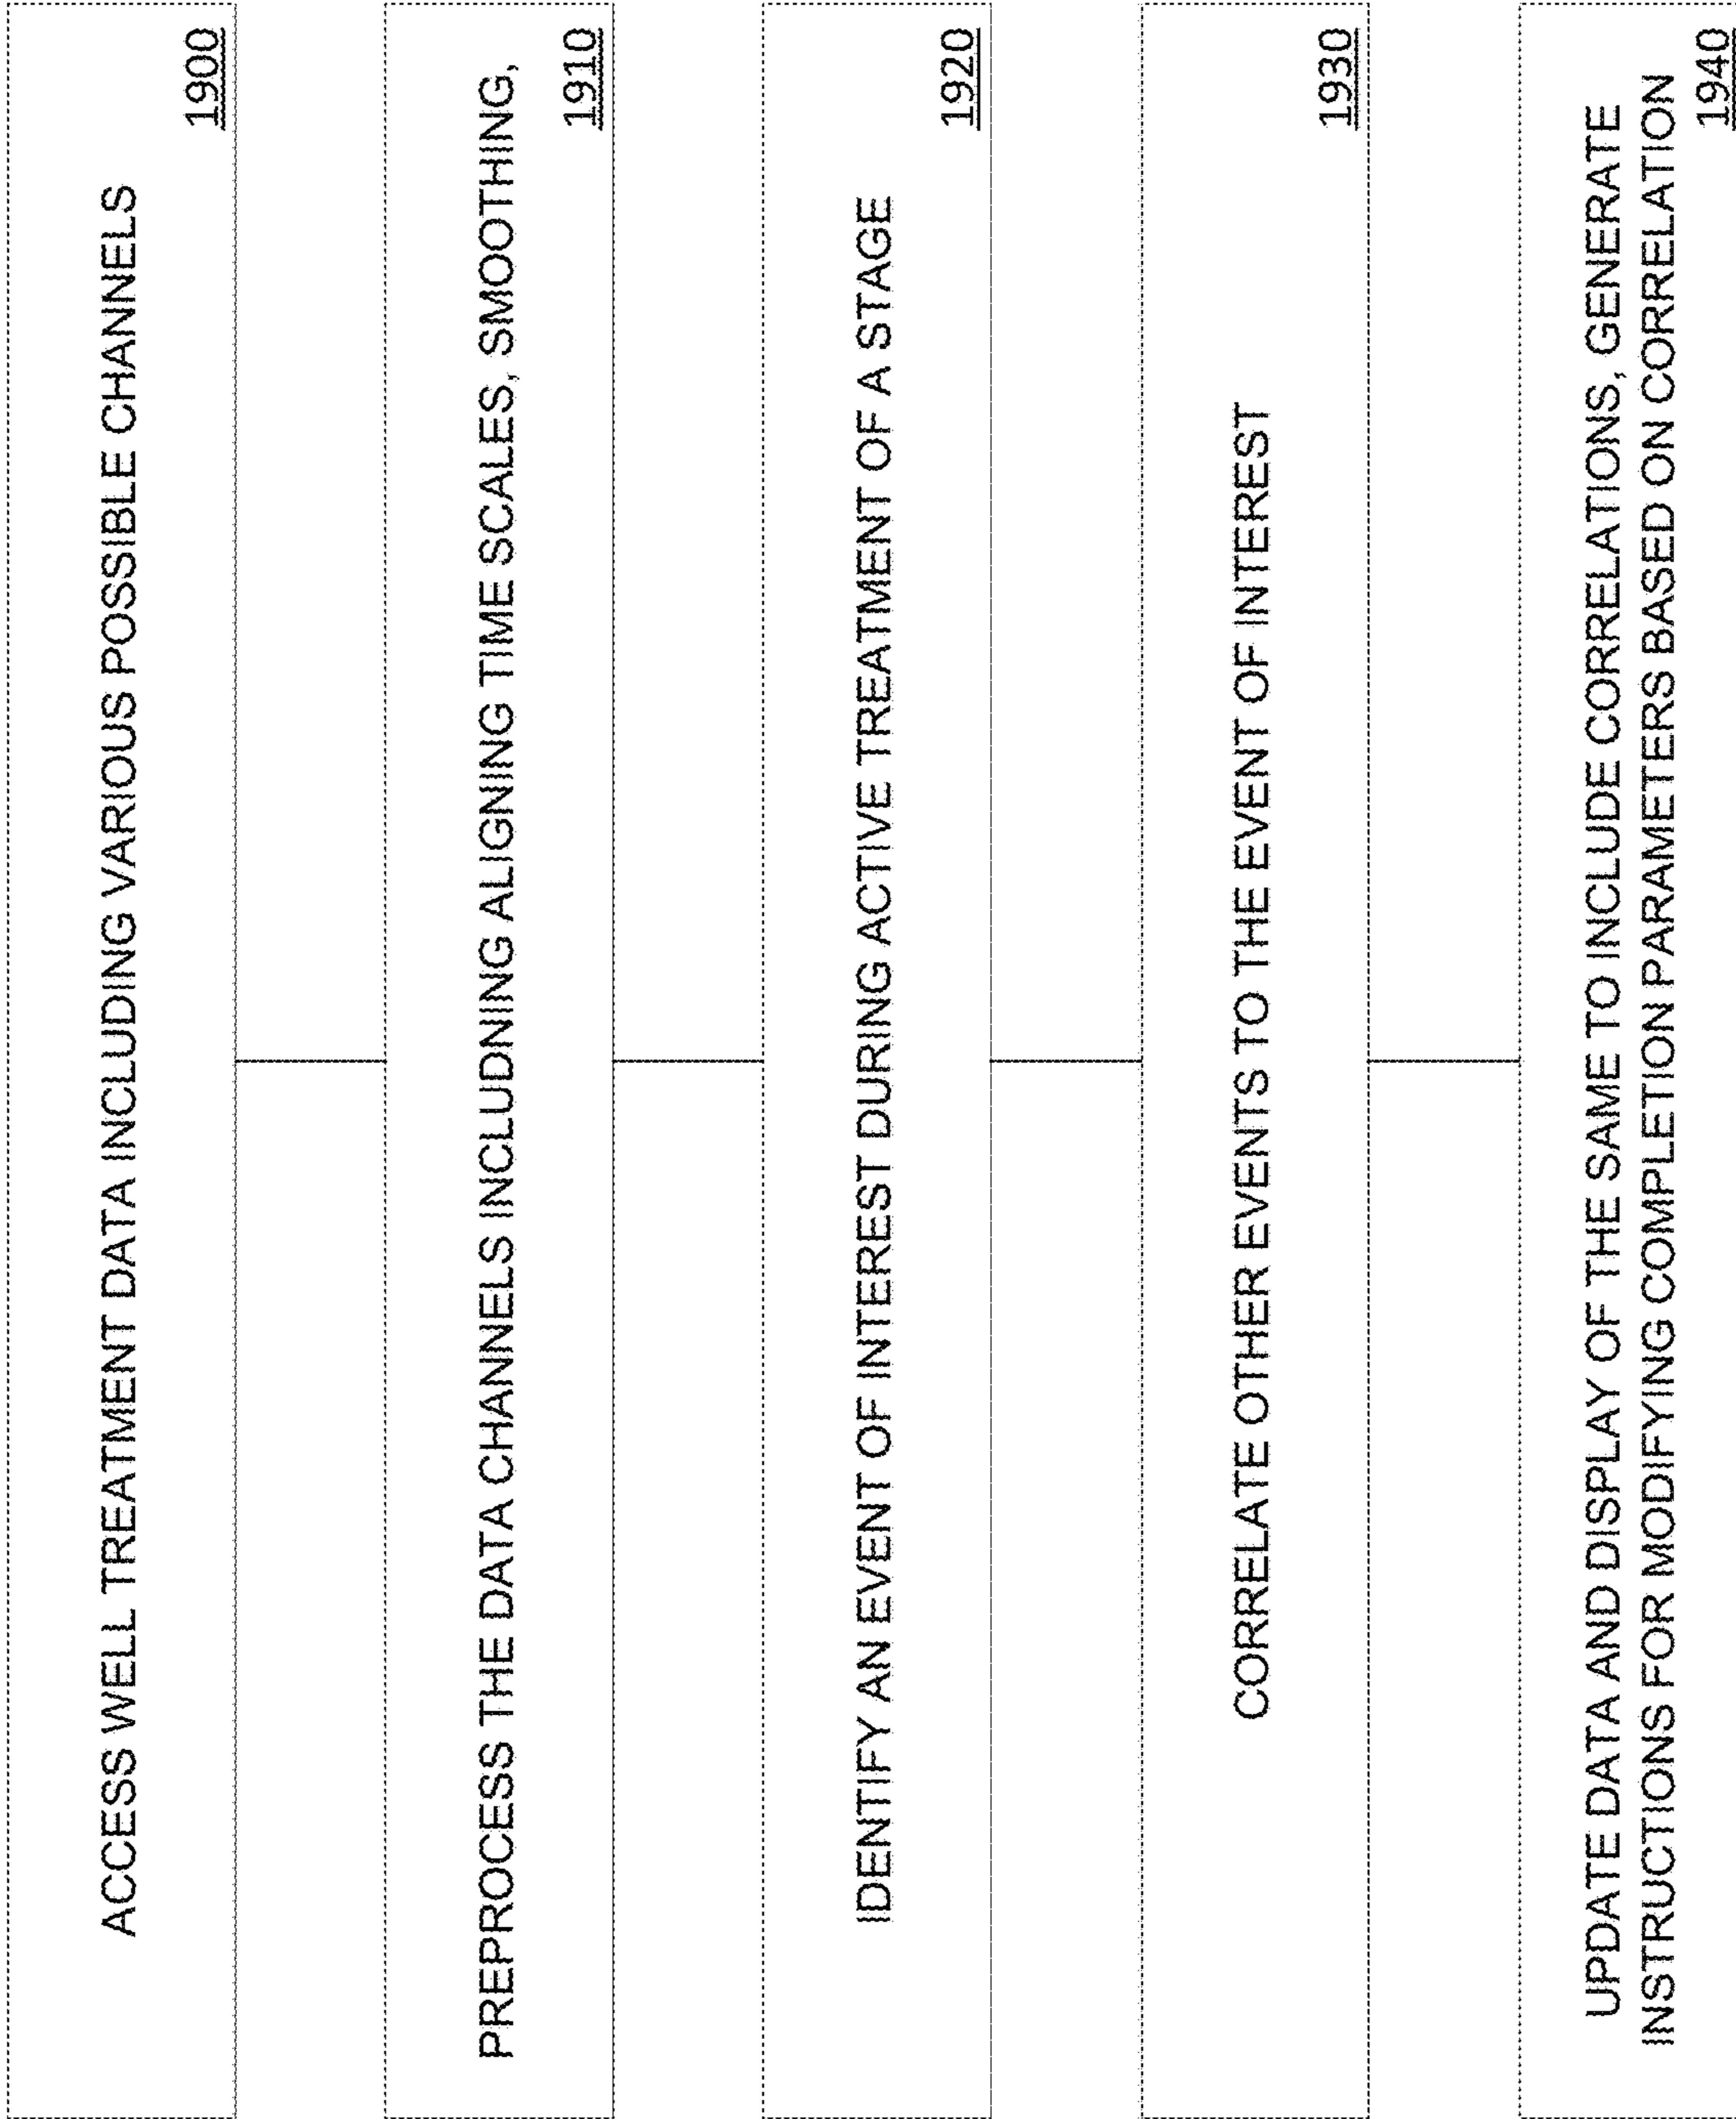 ACCESS WELL TREATMENT DATA INCLUDING VARIOUS POSSIBLE CHANNELS
1900
PREPROCESS THE DATA CHANNELS INCLUDNING ALIGNING TIME SCALES, SMOOTHING,
1910
IDENTIFY AN EVENT OF INTEREST DURING ACTIVE TREATMENT OF A STAGE
1920
CORRELATE OTHER EVENTS TO THE EVENT OF INTEREST
1930
UPDATE DATA AND DISPLAY OF THE SAME TO INCLUDE CORRELATIONS, GENERATE
INSTRUCTIONS FOR MODIFYING COMPLETION PARAMETERS BASED ON CORRELATION
1940